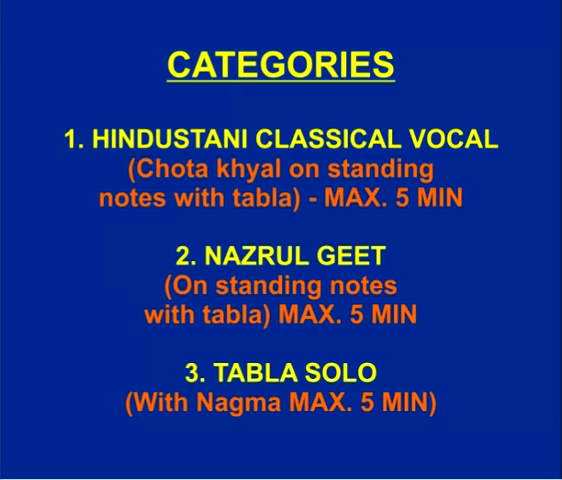 CATEGORIES
1. HINDUSTANI CLASSICAL VOCAL
(Chota khyal on standing
notes with tabla) - MAX. 5 MIN
2. NAZRUL GEET
(On standing notes
with tabla) MAX. 5 MIN
3. TABLA SOLO
(With Nagma MAX. 5 MIN)